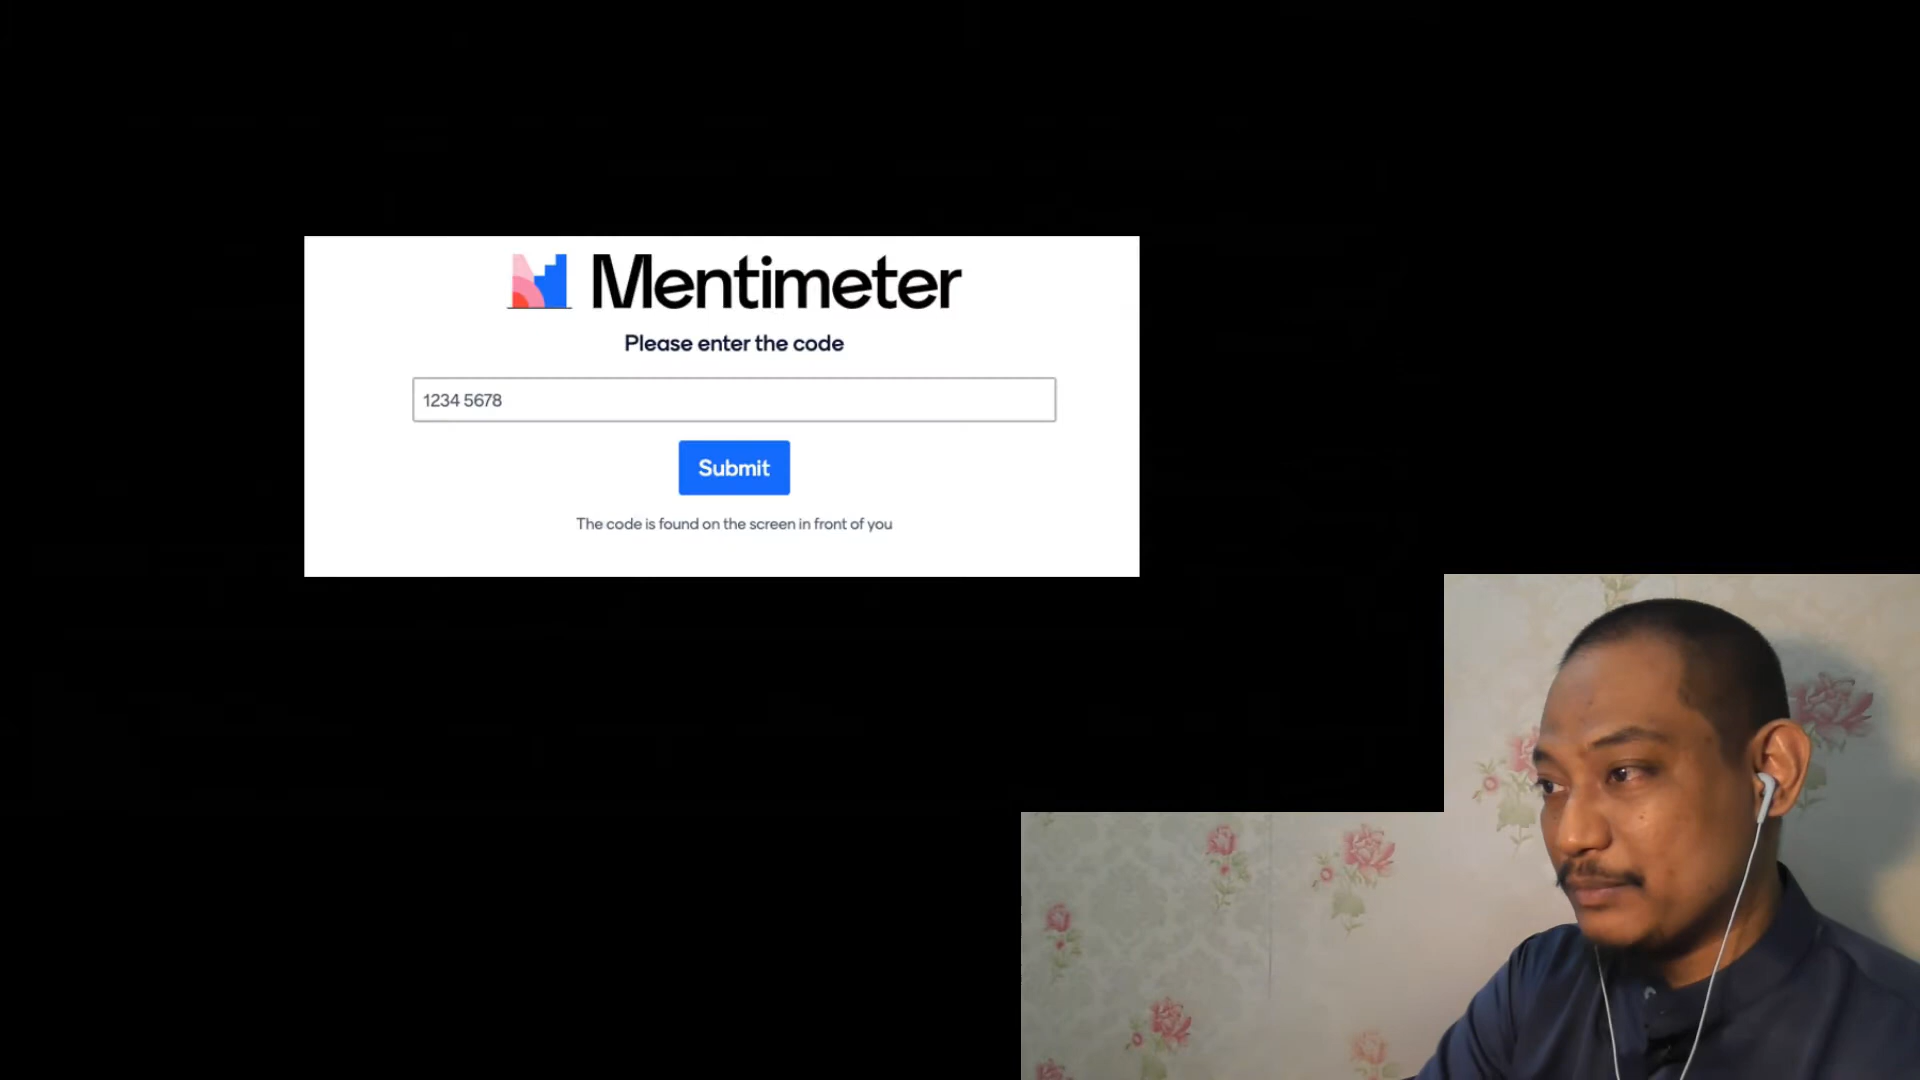 Mentimeter
Please enter the code
1234 5678
Submit
The code is found on the screen in front of you